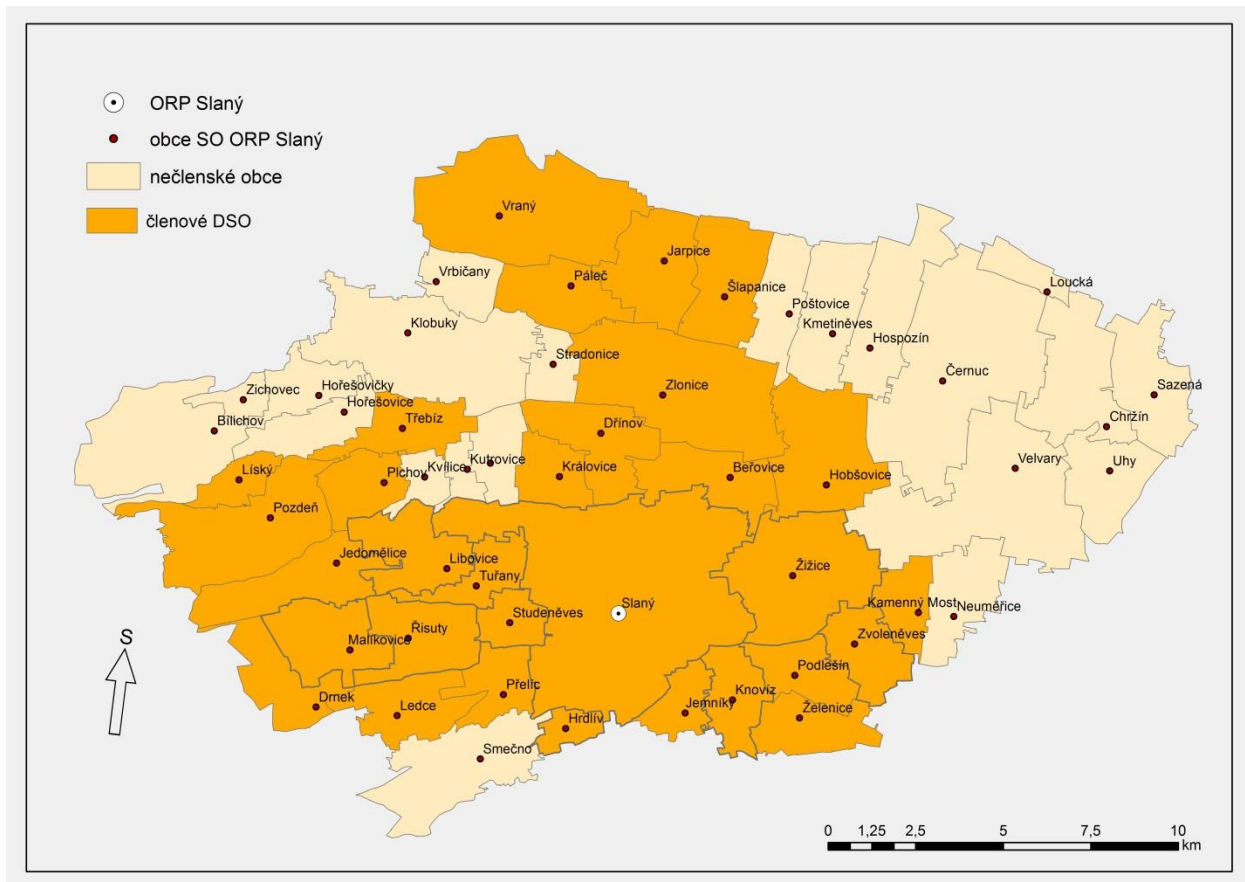 ORP Slaný
obce SO ORP Slaný
nečlenské obce
členové DSO
Vraný
Jarpice
Vrbičany
Páleč
Šlapanice
Loucká
Poštovice
Klobuky
Kmetiněves
Hospozín
Stradonice
Černuc
Zichovec
Hořešovičky
Zlonice
Sazená
Hořešovice
Bílichov
Třebíz
Dřínov
Chržín
Líský
Plchov
Kvílice
Kutrovice
Královice
Beřovice
Hobšovice
Velvary
Uhy
Pozdeň
Jedomělice
Libovice
Tuřany
Žižice
Slaný
Studeněves
Kamenný Most
Neuměřice
S
Malíkovice
Řisuty
Zvoleněves
Podlešín
Drnek
Ledce
Přelíc
Jemníky
Knovíz
Želenice
Hrdlív
Smečno
0 1,25 2,5 5 7,5 10
km